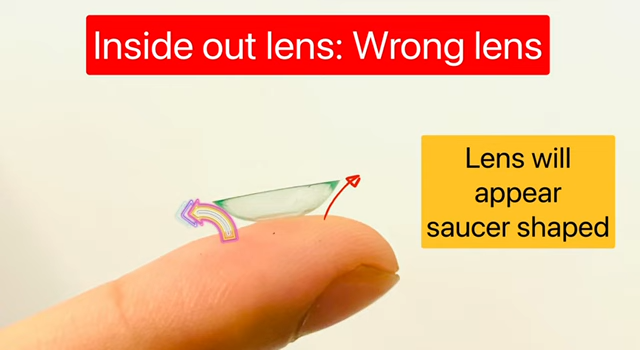 Inside out lens: Wrong lens
Lens will
appear
saucer shaped